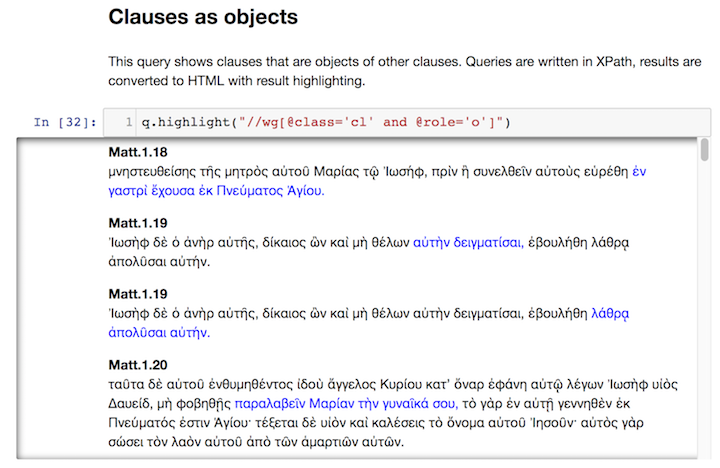 Clauses as objects
This query shows clauses that are objects of other clauses. Queries are written in XPath, results are
converted to HTML with result highlighting.
In [32]: 1 q.highlight("//wg[@class='cl' and @role='o']")
Matt.1.18
μνηστευθείσης τῆς μητρὸς αὐτοῦ Μαρίας τῷ Ἰωσήφ, πρὶν ἢ συνελθεῖν αὐτοὺς εὑρέθη ἐν
γαστρὶ ἔχουσα ἐκ Πνεύματος Ἁγίου.
Matt.1.19
Ἰωσὴφ δὲ ὁ ἀνὴρ αὐτῆς, δίκαιος ὢν καὶ μὴ θέλων αὐτὴν δειγματίσαι, ἐβουλήθη λάθρᾳ
ἀπολῦσαι αὐτήν.
Matt.1.19
Ἰωσὴφ δὲ ὁ ἀνὴρ αὐτῆς, δίκαιος ὢν καὶ μὴ θέλων αὐτὴν δειγματίσαι, ἐβουλήθη λάθρᾳ
ἀπολῦσαι αὐτήν.
Matt.1.20
ταῦτα δὲ αὐτοῦ ἐνθυμηθέντος ἰδοὺ ἄγγελος Κυρίου κατ’ ὄναρ ἐφάνη αὐτῷ λέγων Ἰωσὴφ υἱὸς
Δαυείδ, μὴ φοβηθῇς παραλαβεῖν Μαρίαν τὴν γυναῖκά σου, τὸ γὰρ ἐν αὐτῇ γεννηθὲν ἐκ
Πνεύματός ἐστιν Ἁγίου· τέξεται δὲ υἱὸν καὶ καλέσεις τὸ ὄνομα αὐτοῦ Ἰησοῦν· αὐτὸς γὰρ
σώσει τὸν λαὸν αὐτοῦ ἀπὸ τῶν ἁμαρτιῶν αὐτῶν.